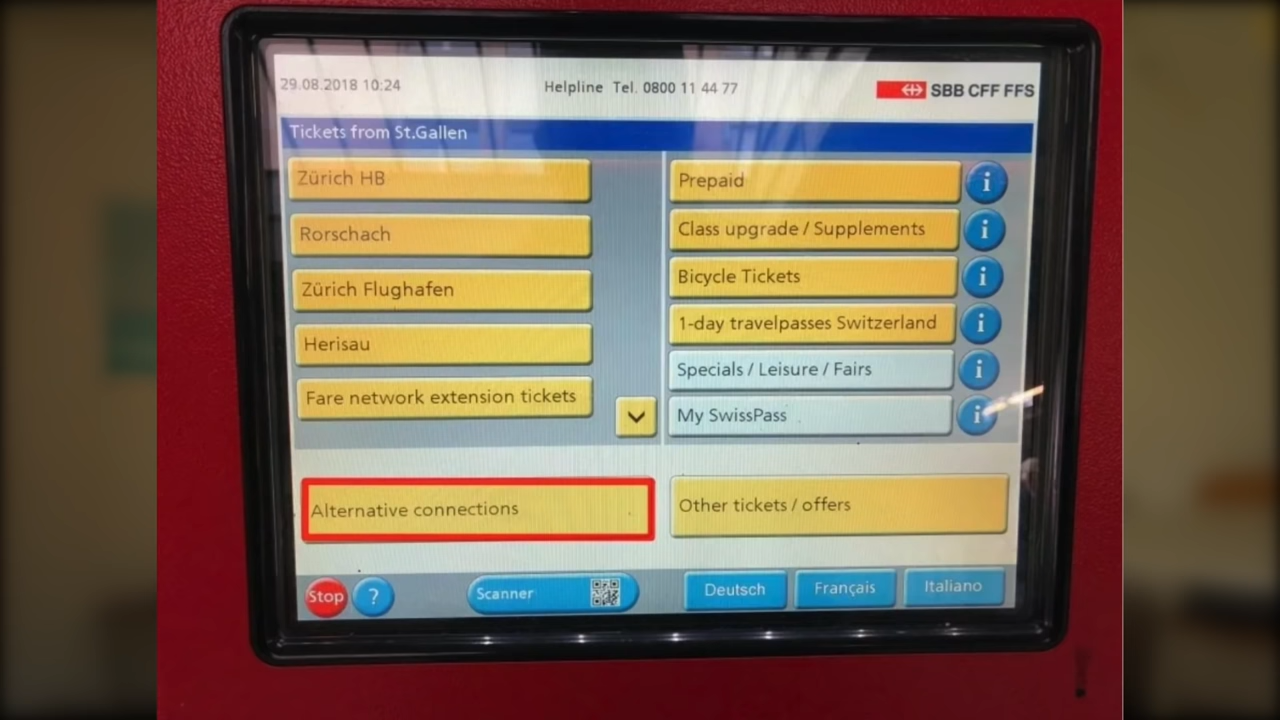 29.08.2018 10:24
Helpline Tel. 0800 11 44 77
SBB CFF FFS
Tickets from St.Gallen
Zürich HB
Rorschach
Zürich Flughafen
Herisau
Fare network extension tickets
Prepaid
i
Class upgrade / Supplements
i
Bicycle Tickets
i
1-day travelpasses Switzerland
i
Specials / Leisure / Fairs
i
My SwissPass
i
Alternative connections
Other tickets / offers
Stop
?
Scanner
Deutsch
Français
Italiano